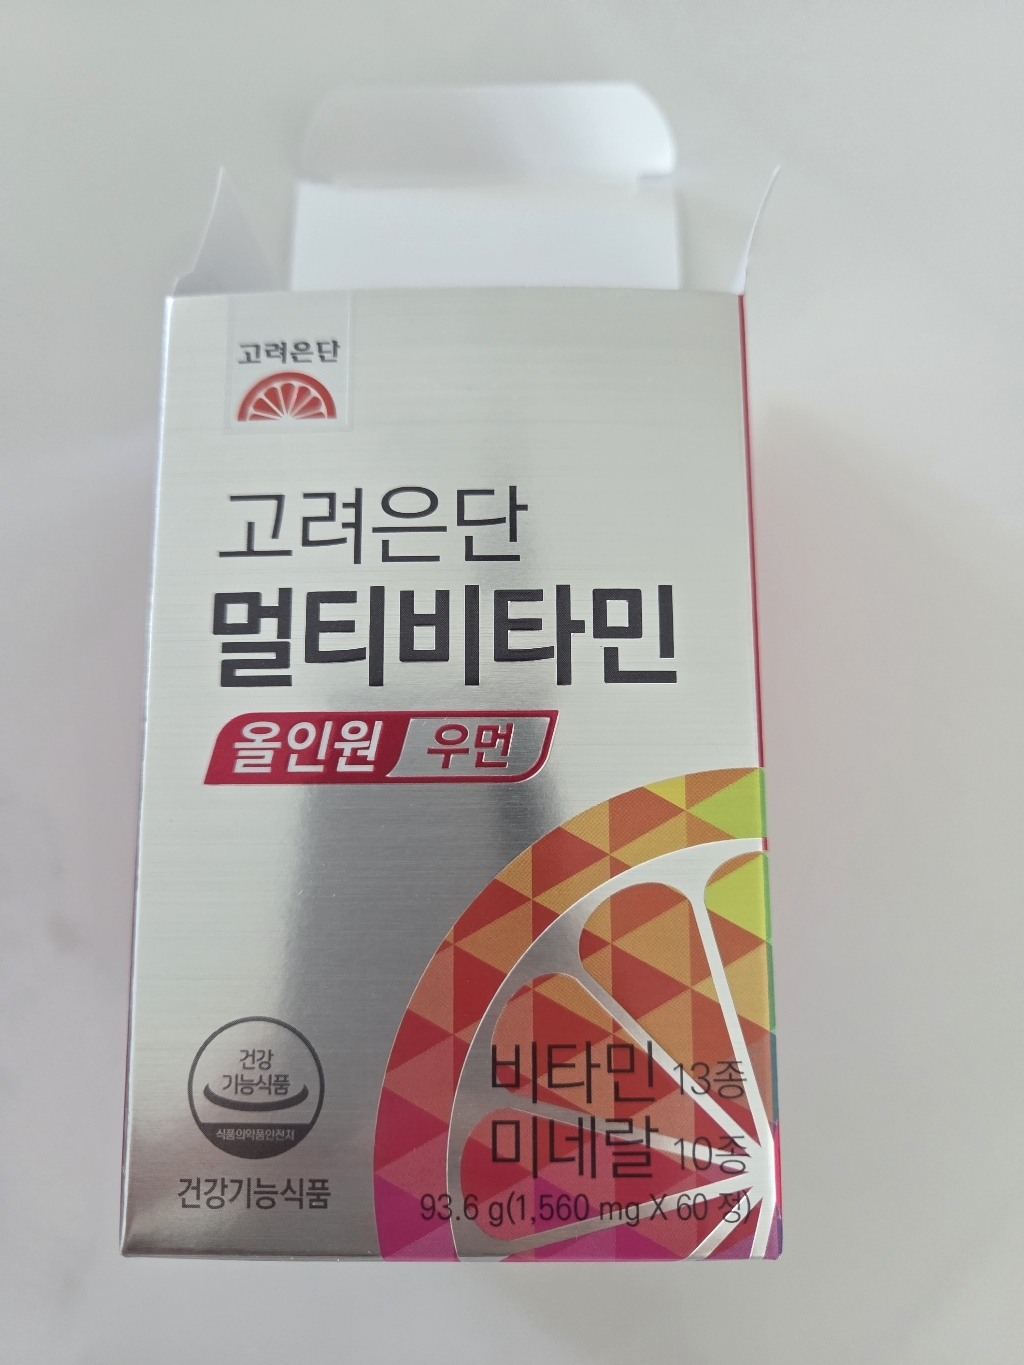 고려은단
고려은단
멀티비타민
올인원 우먼
건강
기능식품
식품의약품안전처
건강기능식품
비타민 13종
미네랄 10종
93.6 g(1,560 mg X 60 정)